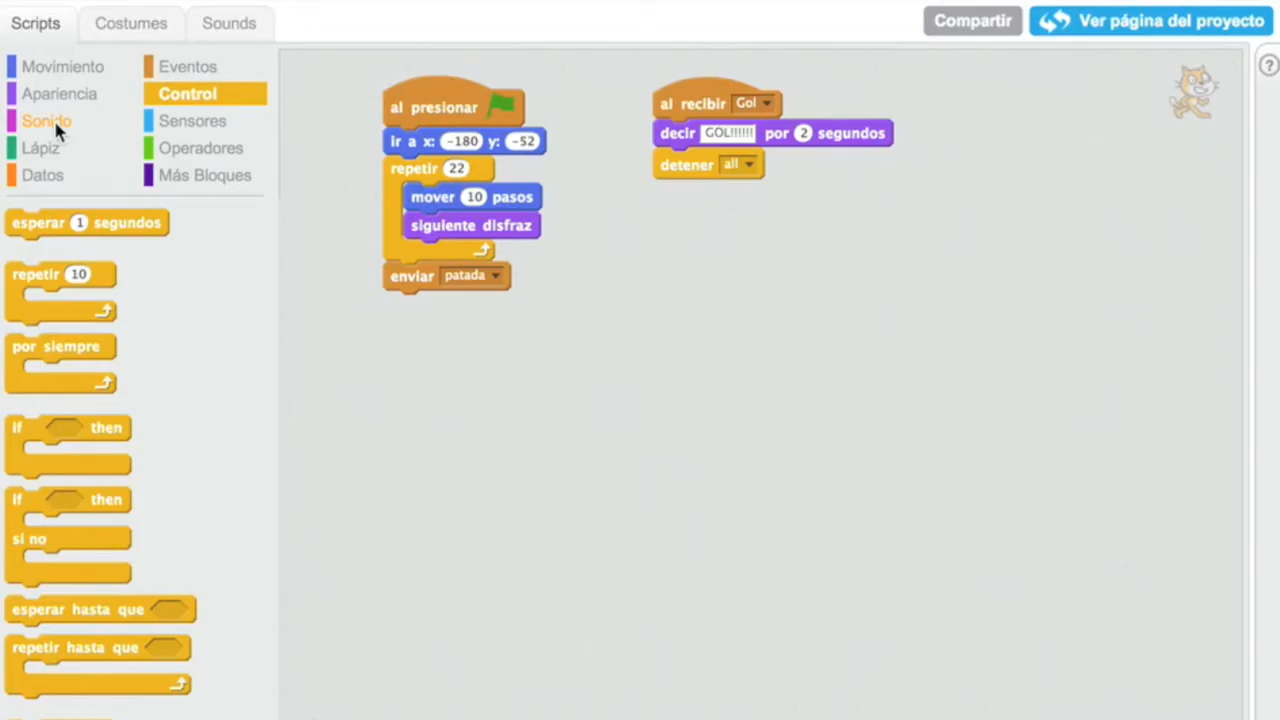 Scripts Costumes Sounds Compartir Ver página del proyecto
Movimiento Eventos
Apariencia Control
Sonido Sensores
Lápiz Operadores
Datos Más Bloques
esperar 1 segundos
repetir 10
por siempre
If then
If then
si no
esperar hasta que
repetir hasta que
al presionar
Ir a x: -180 y: -52
repetir 22
mover 10 pasos
siguiente disfraz
enviar patada
al recibir Gol
decir GOL!!!!!! por 2 segundos
detener all
?